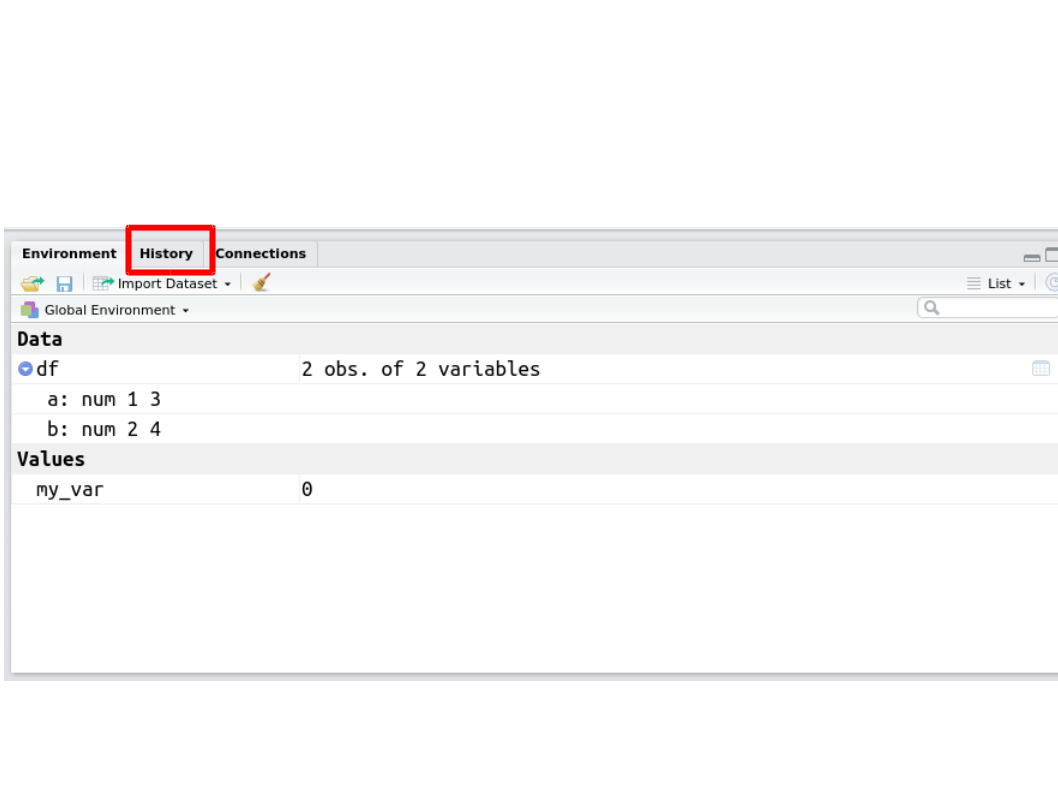 Environment History Connections
Import Dataset List
Global Environment
Data
df 2 obs. of 2 variables
a: num 1 3
b: num 2 4
Values
my_var 0